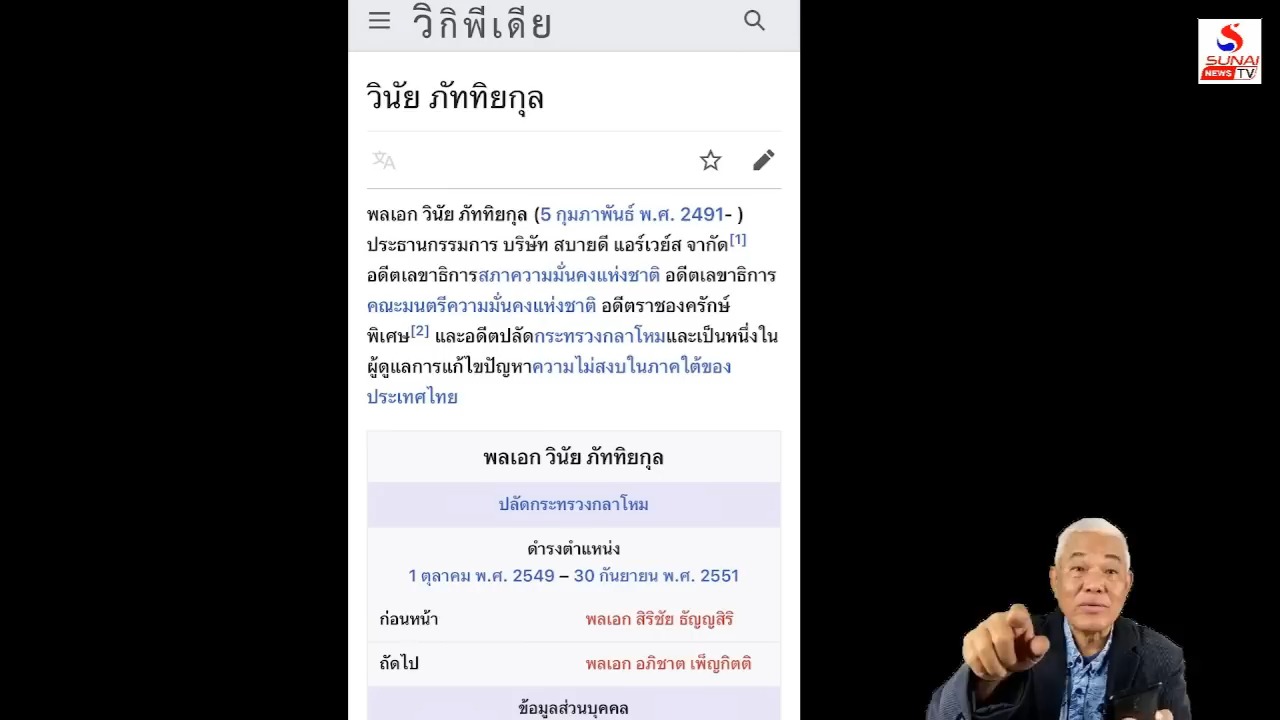 วิกิพีเดีย
SUNAI
NEWS TV
วินัย ภัททิยกุล
พลเอก วินัย ภัททิยกุล (5 กุมภาพันธ์ พ.ศ. 2491- )
ประธานกรรมการ บริษัท สบายดี แอร์เวย์ส จากัด[1]
อดีตเลขาธิการสภาความมั่นคงแห่งชาติ อดีตเลขาธิการ
คณะมนตรีความมั่นคงแห่งชาติ อดีตราชองครักษ์
พิเศษ[2] และอดีตปลัดกระทรวงกลาโหมและเป็นหนึ่งใน
ผู้ดูแลการแก้ไขปัญหาความไม่สงบในภาคใต้ของ
ประเทศไทย
พลเอก วินัย ภัททิยกุล
ปลัดกระทรวงกลาโหม
ดำรงตำแหน่ง
1 ตุลาคม พ.ศ. 2549 – 30 กันยายน พ.ศ. 2551
ก่อนหน้า พลเอก สิริชัย ธัญญสิริ
ถัดไป พลเอก อภิชาต เพ็ญกิตติ
ข้อมูลส่วนบุคคล